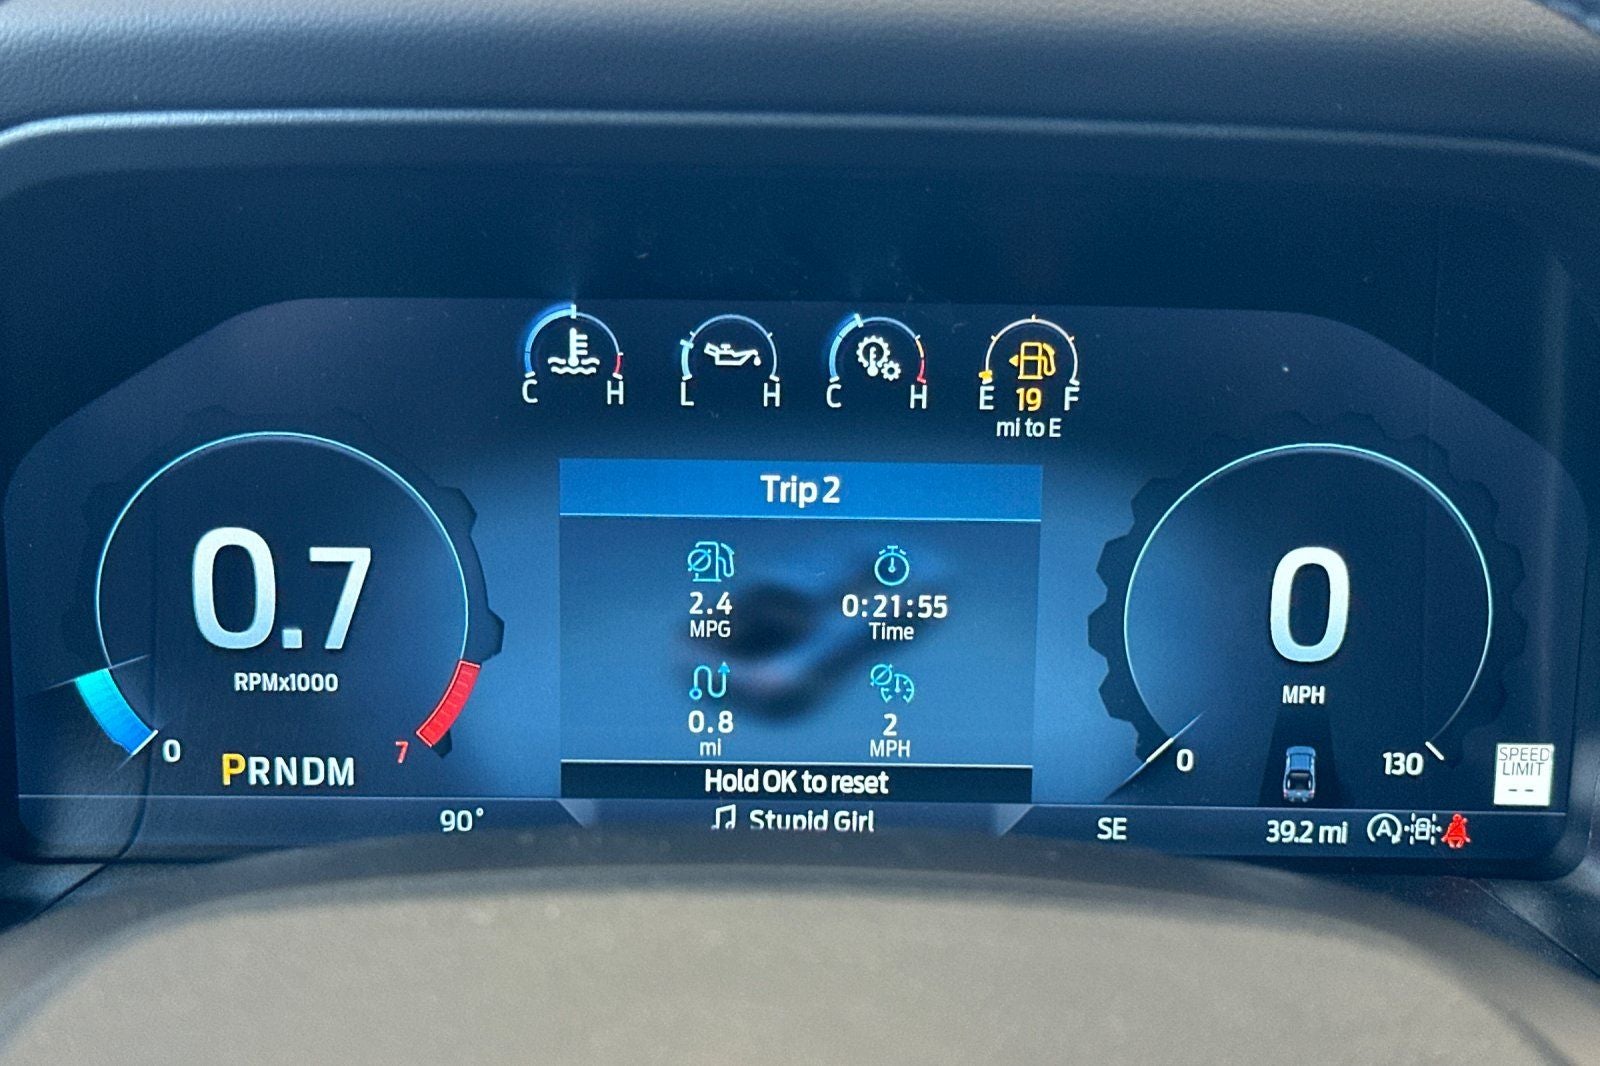 C H
L H
C H
E 19 F
mi to E
Trip 2
2.4
MPG
0:21:55
Time
0.8
mi
2
MPH
Hold OK to reset
Stupid Girl
0.7
RPMx1000
0
7
PRNDM
90°
0
MPH
0
130
SPEED
LIMIT
--
SE
39.2 mi
A